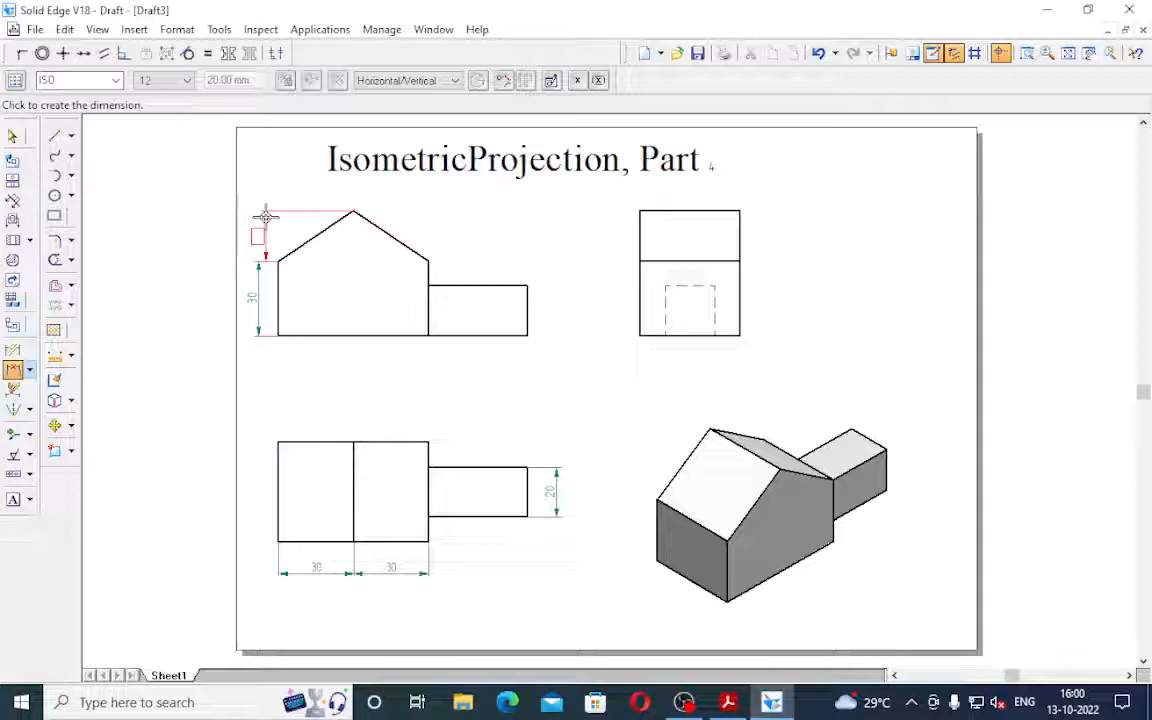 Solid Edge V18 - Draft - [Draft3]
File Edit View Insert Format Tools Inspect Applications Manage Window Help
ISO 12 20.00 mm Horizontal/Vertical
Click to create the dimension.
IsometricProjection, Part 4
30
20
30 30
A
Sheet1
Type here to search
29°C ENG 16:00
13-10-2022